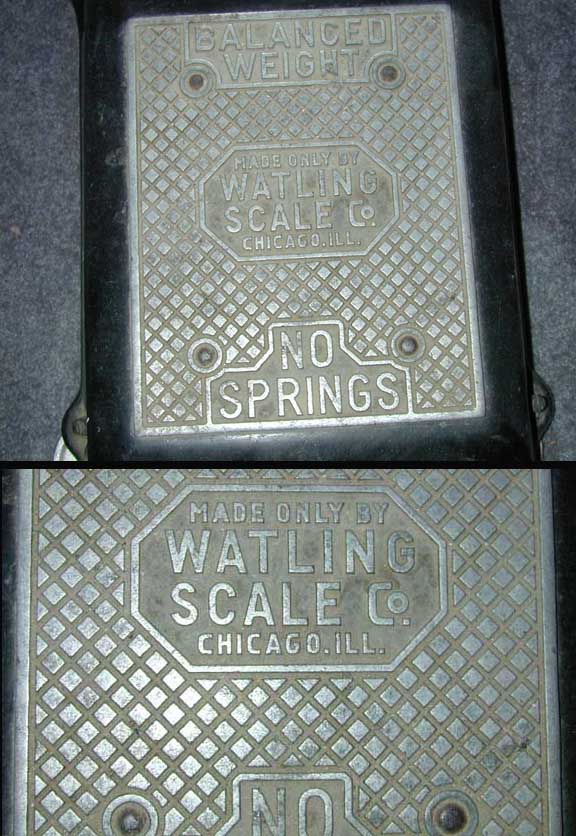 BALANCED
WEIGHT
MADE ONLY BY
WATLING
SCALE Co.
CHICAGO.ILL.
NO
SPRINGS
MADE ONLY BY
WATLING
SCALE Co.
CHICAGO.ILL.
NO